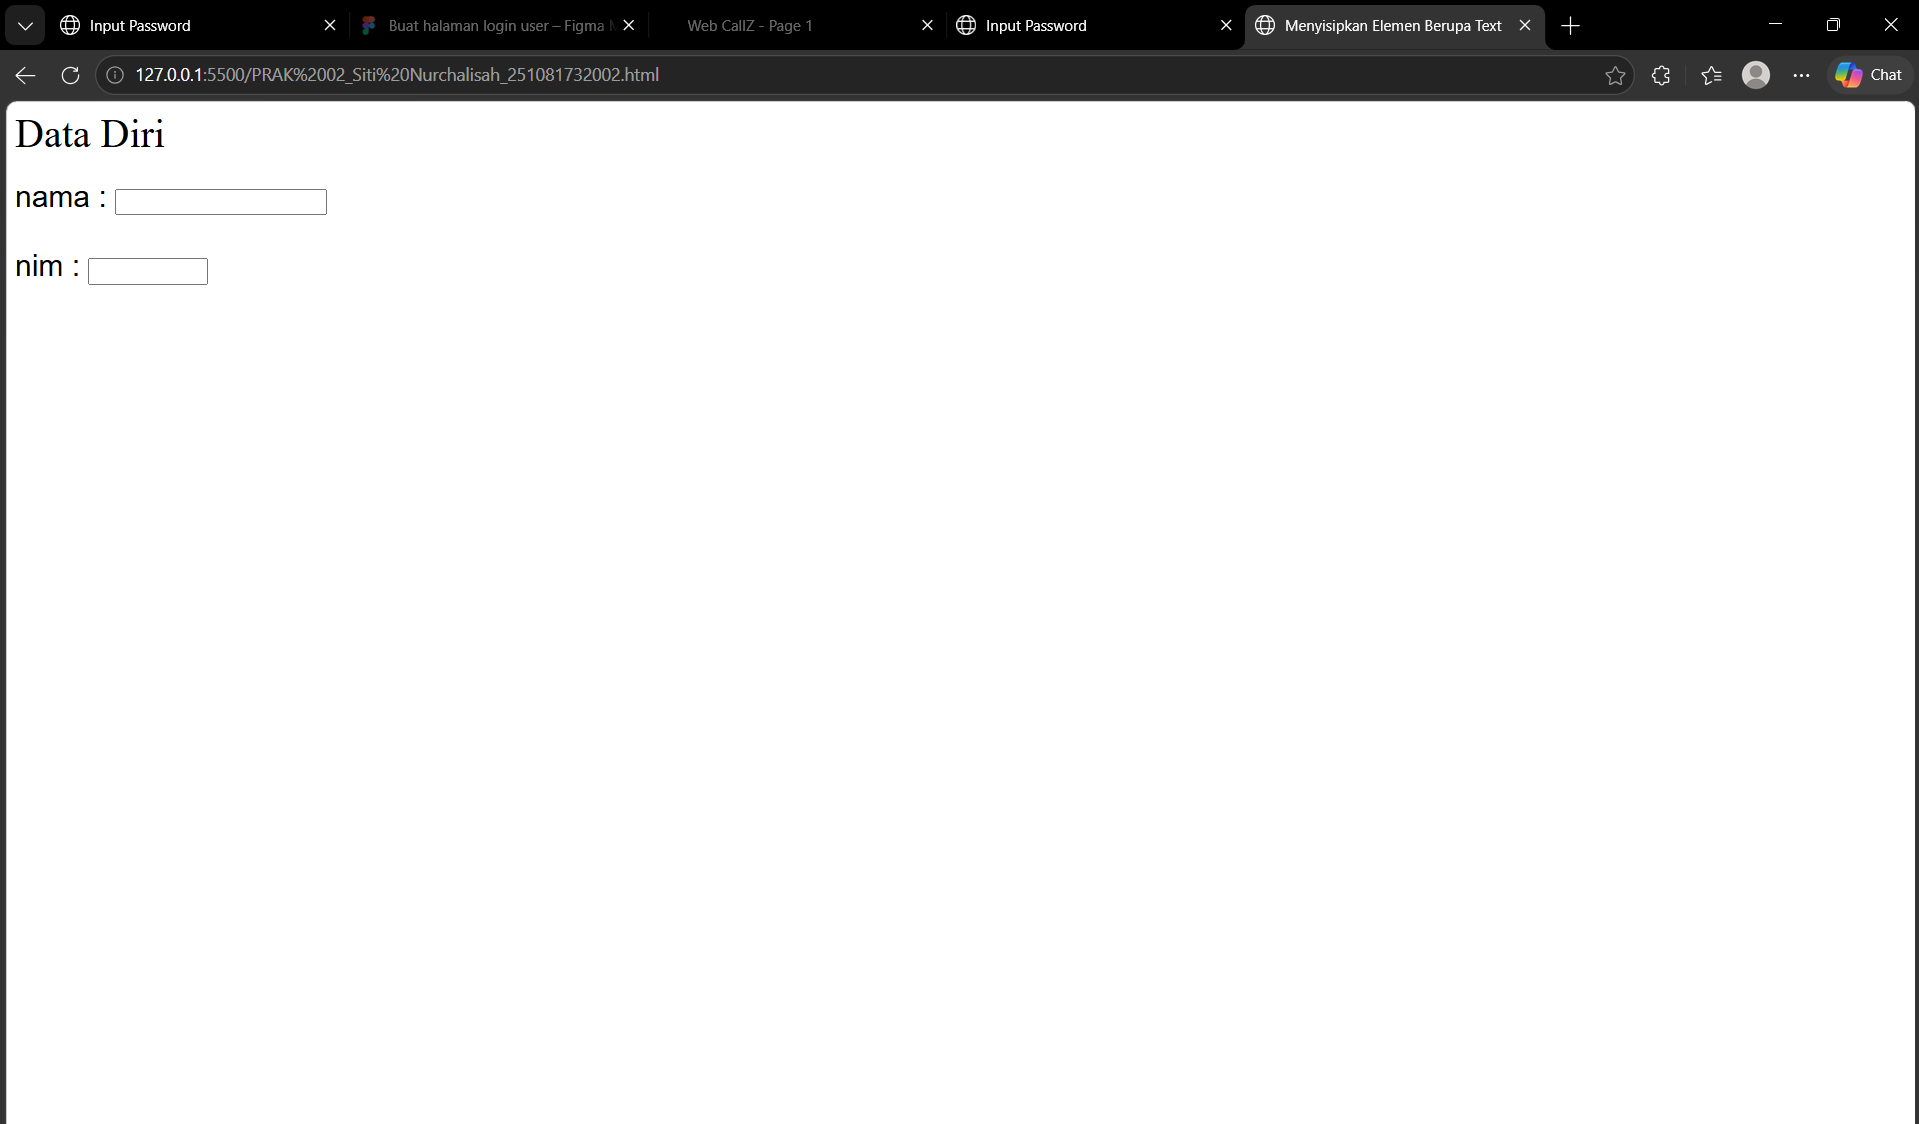 Input Password
Buat halaman login user – Figma
Web CallZ - Page 1
Input Password
Menyisipkan Elemen Berupa Text
127.0.0.1:5500/PRAK%2002_Siti%20Nurchalisah_251081732002.html
Chat
Data Diri
nama :
nim :